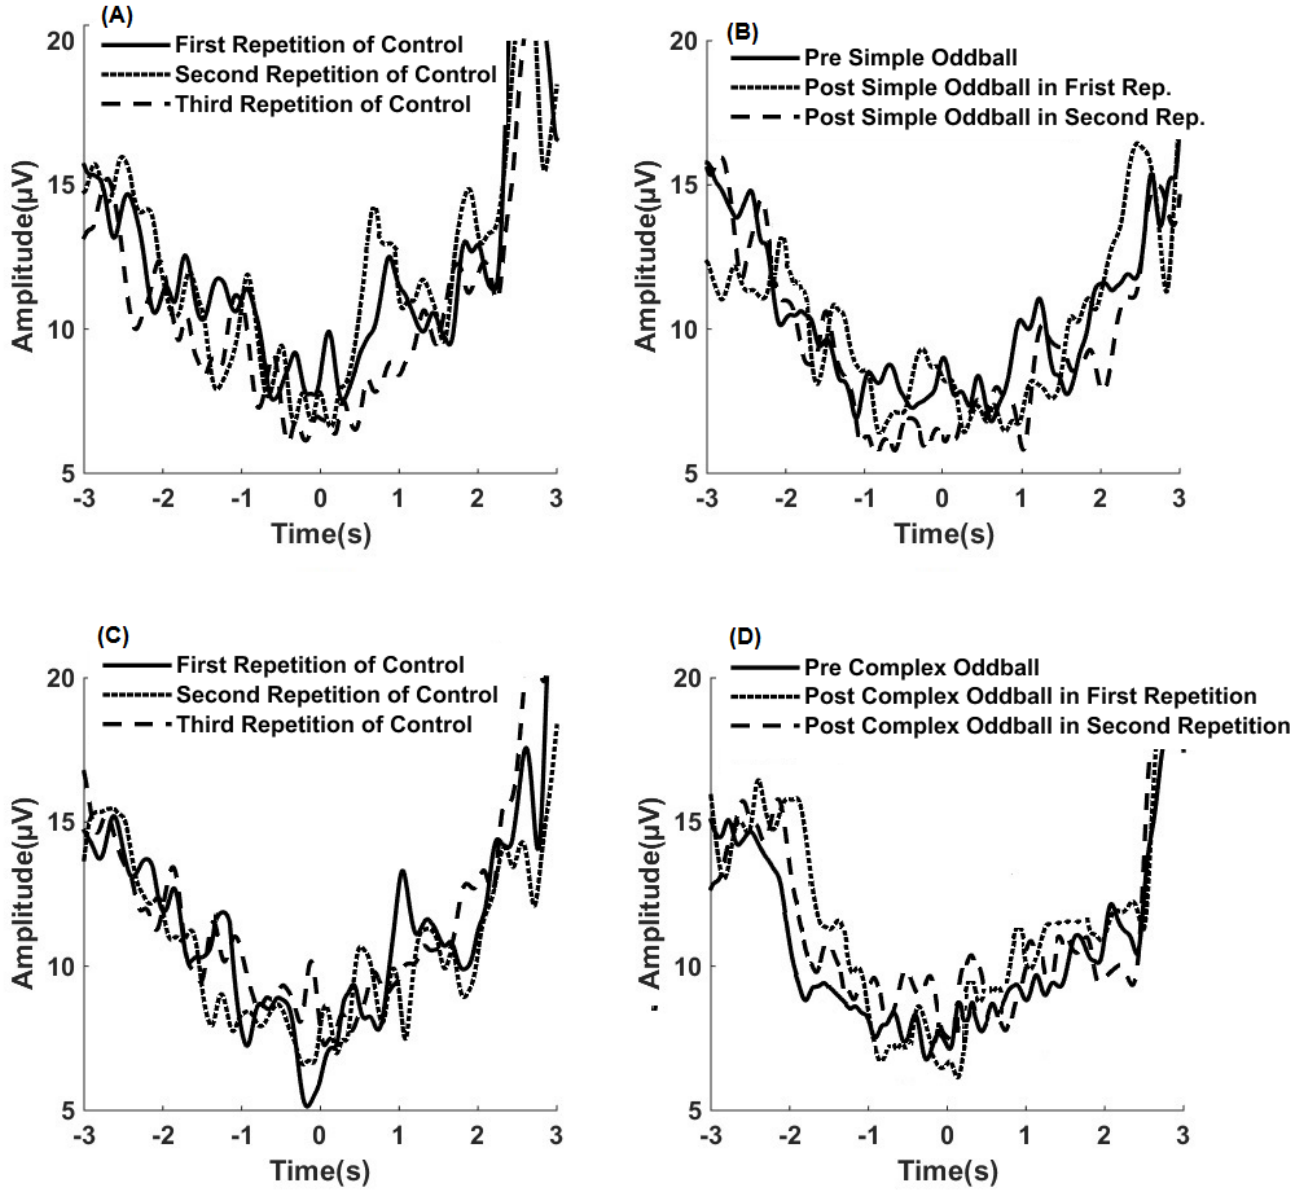 (A)
First Repetition of Control
Second Repetition of Control
Third Repetition of Control
20
15
10
5
Amplitude(µV)
-3 -2 -1 0 1 2 3
Time(s)
(B)
Pre Simple Oddball
Post Simple Oddball in Frist Rep.
Post Simple Oddball in Second Rep.
20
15
10
5
Amplitude(µV)
-3 -2 -1 0 1 2 3
Time(s)
(C)
First Repetition of Control
Second Repetition of Control
Third Repetition of Control
20
15
10
5
Amplitude(µV)
-3 -2 -1 0 1 2 3
Time(s)
(D)
Pre Complex Oddball
Post Complex Oddball in First Repetition
Post Complex Oddball in Second Repetition
20
15
10
5
Amplitude(µV)
-3 -2 -1 0 1 2 3
Time(s)